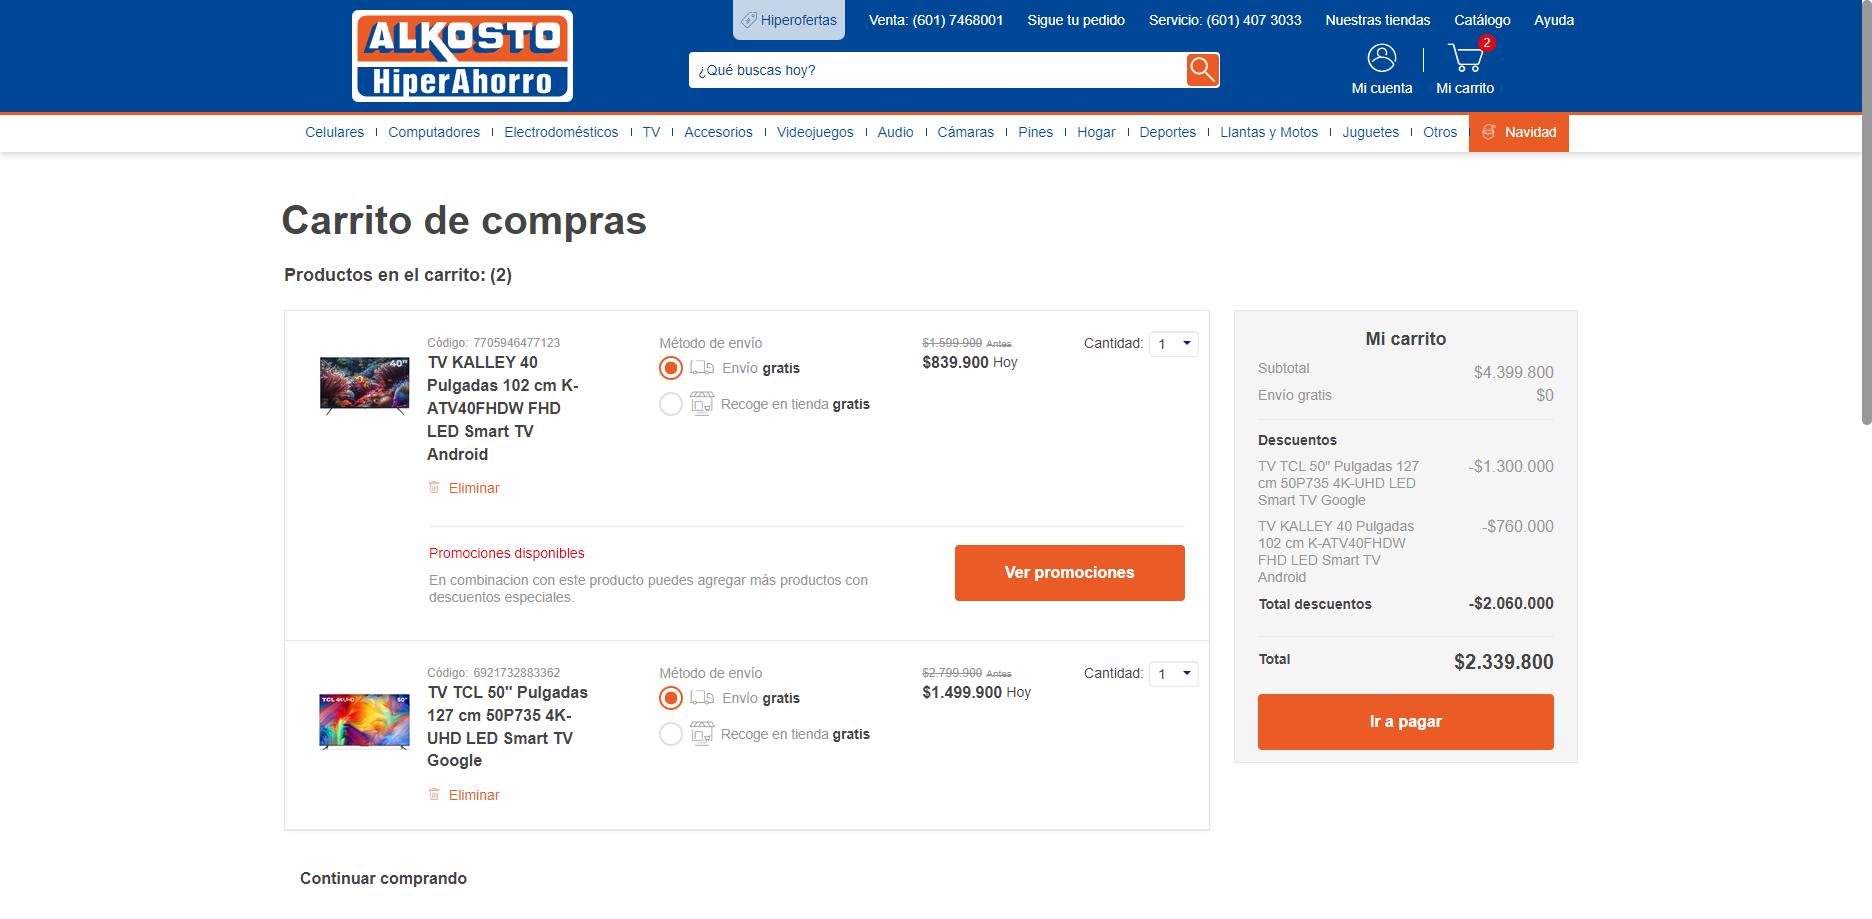 ALKOSTO
HiperAhorro
Hiperofertas
Venta: (601) 7468001
Sigue tu pedido
Servicio: (601) 407 3033
Nuestras tiendas
Catálogo
Ayuda
¿Qué buscas hoy?
Mi cuenta
2
Mi carrito
Celulares
Computadores
Electrodomésticos
TV
Accesorios
Videojuegos
Audio
Cámaras
Pines
Hogar
Deportes
Llantas y Motos
Juguetes
Otros
Navidad
Carrito de compras
Productos en el carrito: (2)
40"
Código: 7705946477123
TV KALLEY 40
Pulgadas 102 cm K-
ATV40FHDW FHD
LED Smart TV
Android
Eliminar
Método de envío
Envío gratis
Recoge en tienda gratis
$1.599.900 Antes
$839.900 Hoy
Cantidad: 1
Promociones disponibles
En combinacion con este producto puedes agregar más productos con
descuentos especiales.
Ver promociones
TCL 4K UHD
50"
Código: 6921732883362
TV TCL 50" Pulgadas
127 cm 50P735 4K-
UHD LED Smart TV
Google
Eliminar
Método de envío
Envío gratis
Recoge en tienda gratis
$2.799.900 Antes
$1.499.900 Hoy
Cantidad: 1
Continuar comprando
Mi carrito
Subtotal $4.399.800
Envío gratis $0
Descuentos
TV TCL 50" Pulgadas 127 -$1.300.000
cm 50P735 4K-UHD LED
Smart TV Google
TV KALLEY 40 Pulgadas -$760.000
102 cm K-ATV40FHDW
FHD LED Smart TV
Android
Total descuentos -$2.060.000
Total $2.339.800
Ir a pagar